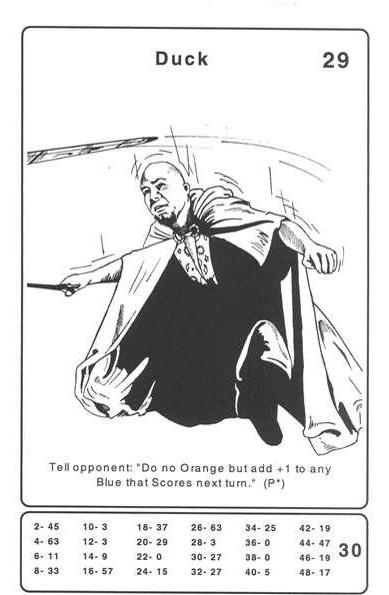 Duck 29
Tell opponent: "Do no Orange but add +1 to any
Blue that Scores next turn." (P*)
2- 45 10- 3 18- 37 26- 63 34- 25 42- 19
4- 63 12- 3 20- 29 28- 3 36- 0 44- 47
6- 11 14- 9 22- 0 30- 27 38- 0 46- 19
8- 33 16- 57 24- 15 32- 27 40- 5 48- 17
30